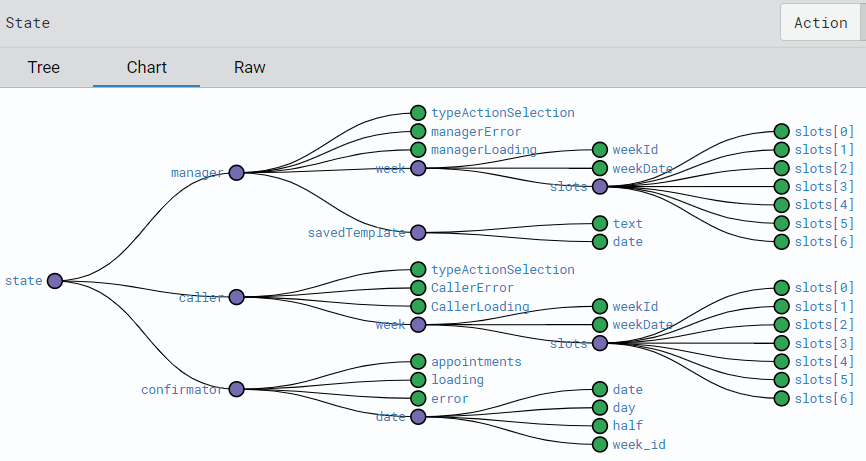 State
Action
Tree Chart Raw
typeActionSelection
managerError
managerLoading
manager
week
weekId
weekDate
slots
slots[0]
slots[1]
slots[2]
slots[3]
slots[4]
slots[5]
slots[6]
savedTemplate
text
date
state
caller
typeActionSelection
CallerError
CallerLoading
week
weekId
weekDate
slots
slots[0]
slots[1]
slots[2]
slots[3]
slots[4]
slots[5]
slots[6]
confirmator
appointments
loading
error
date
date
day
half
week_id